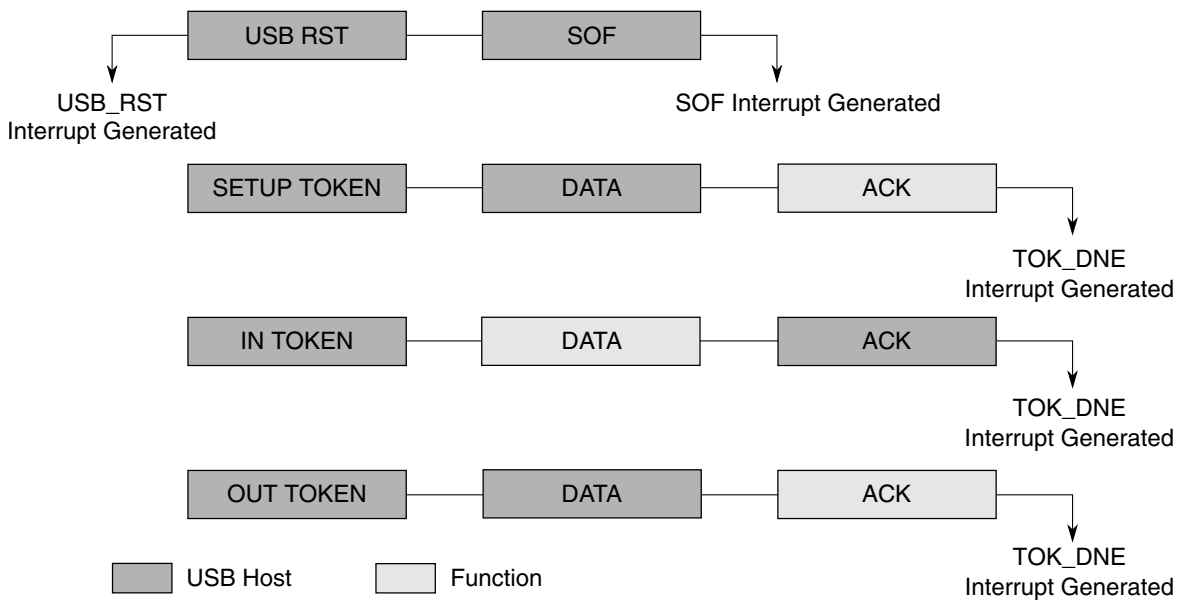 USB RST
SOF
USB_RST
Interrupt Generated
SOF Interrupt Generated
SETUP TOKEN
DATA
ACK
TOK_DNE
Interrupt Generated
IN TOKEN
DATA
ACK
TOK_DNE
Interrupt Generated
OUT TOKEN
DATA
ACK
TOK_DNE
Interrupt Generated
USB Host
Function